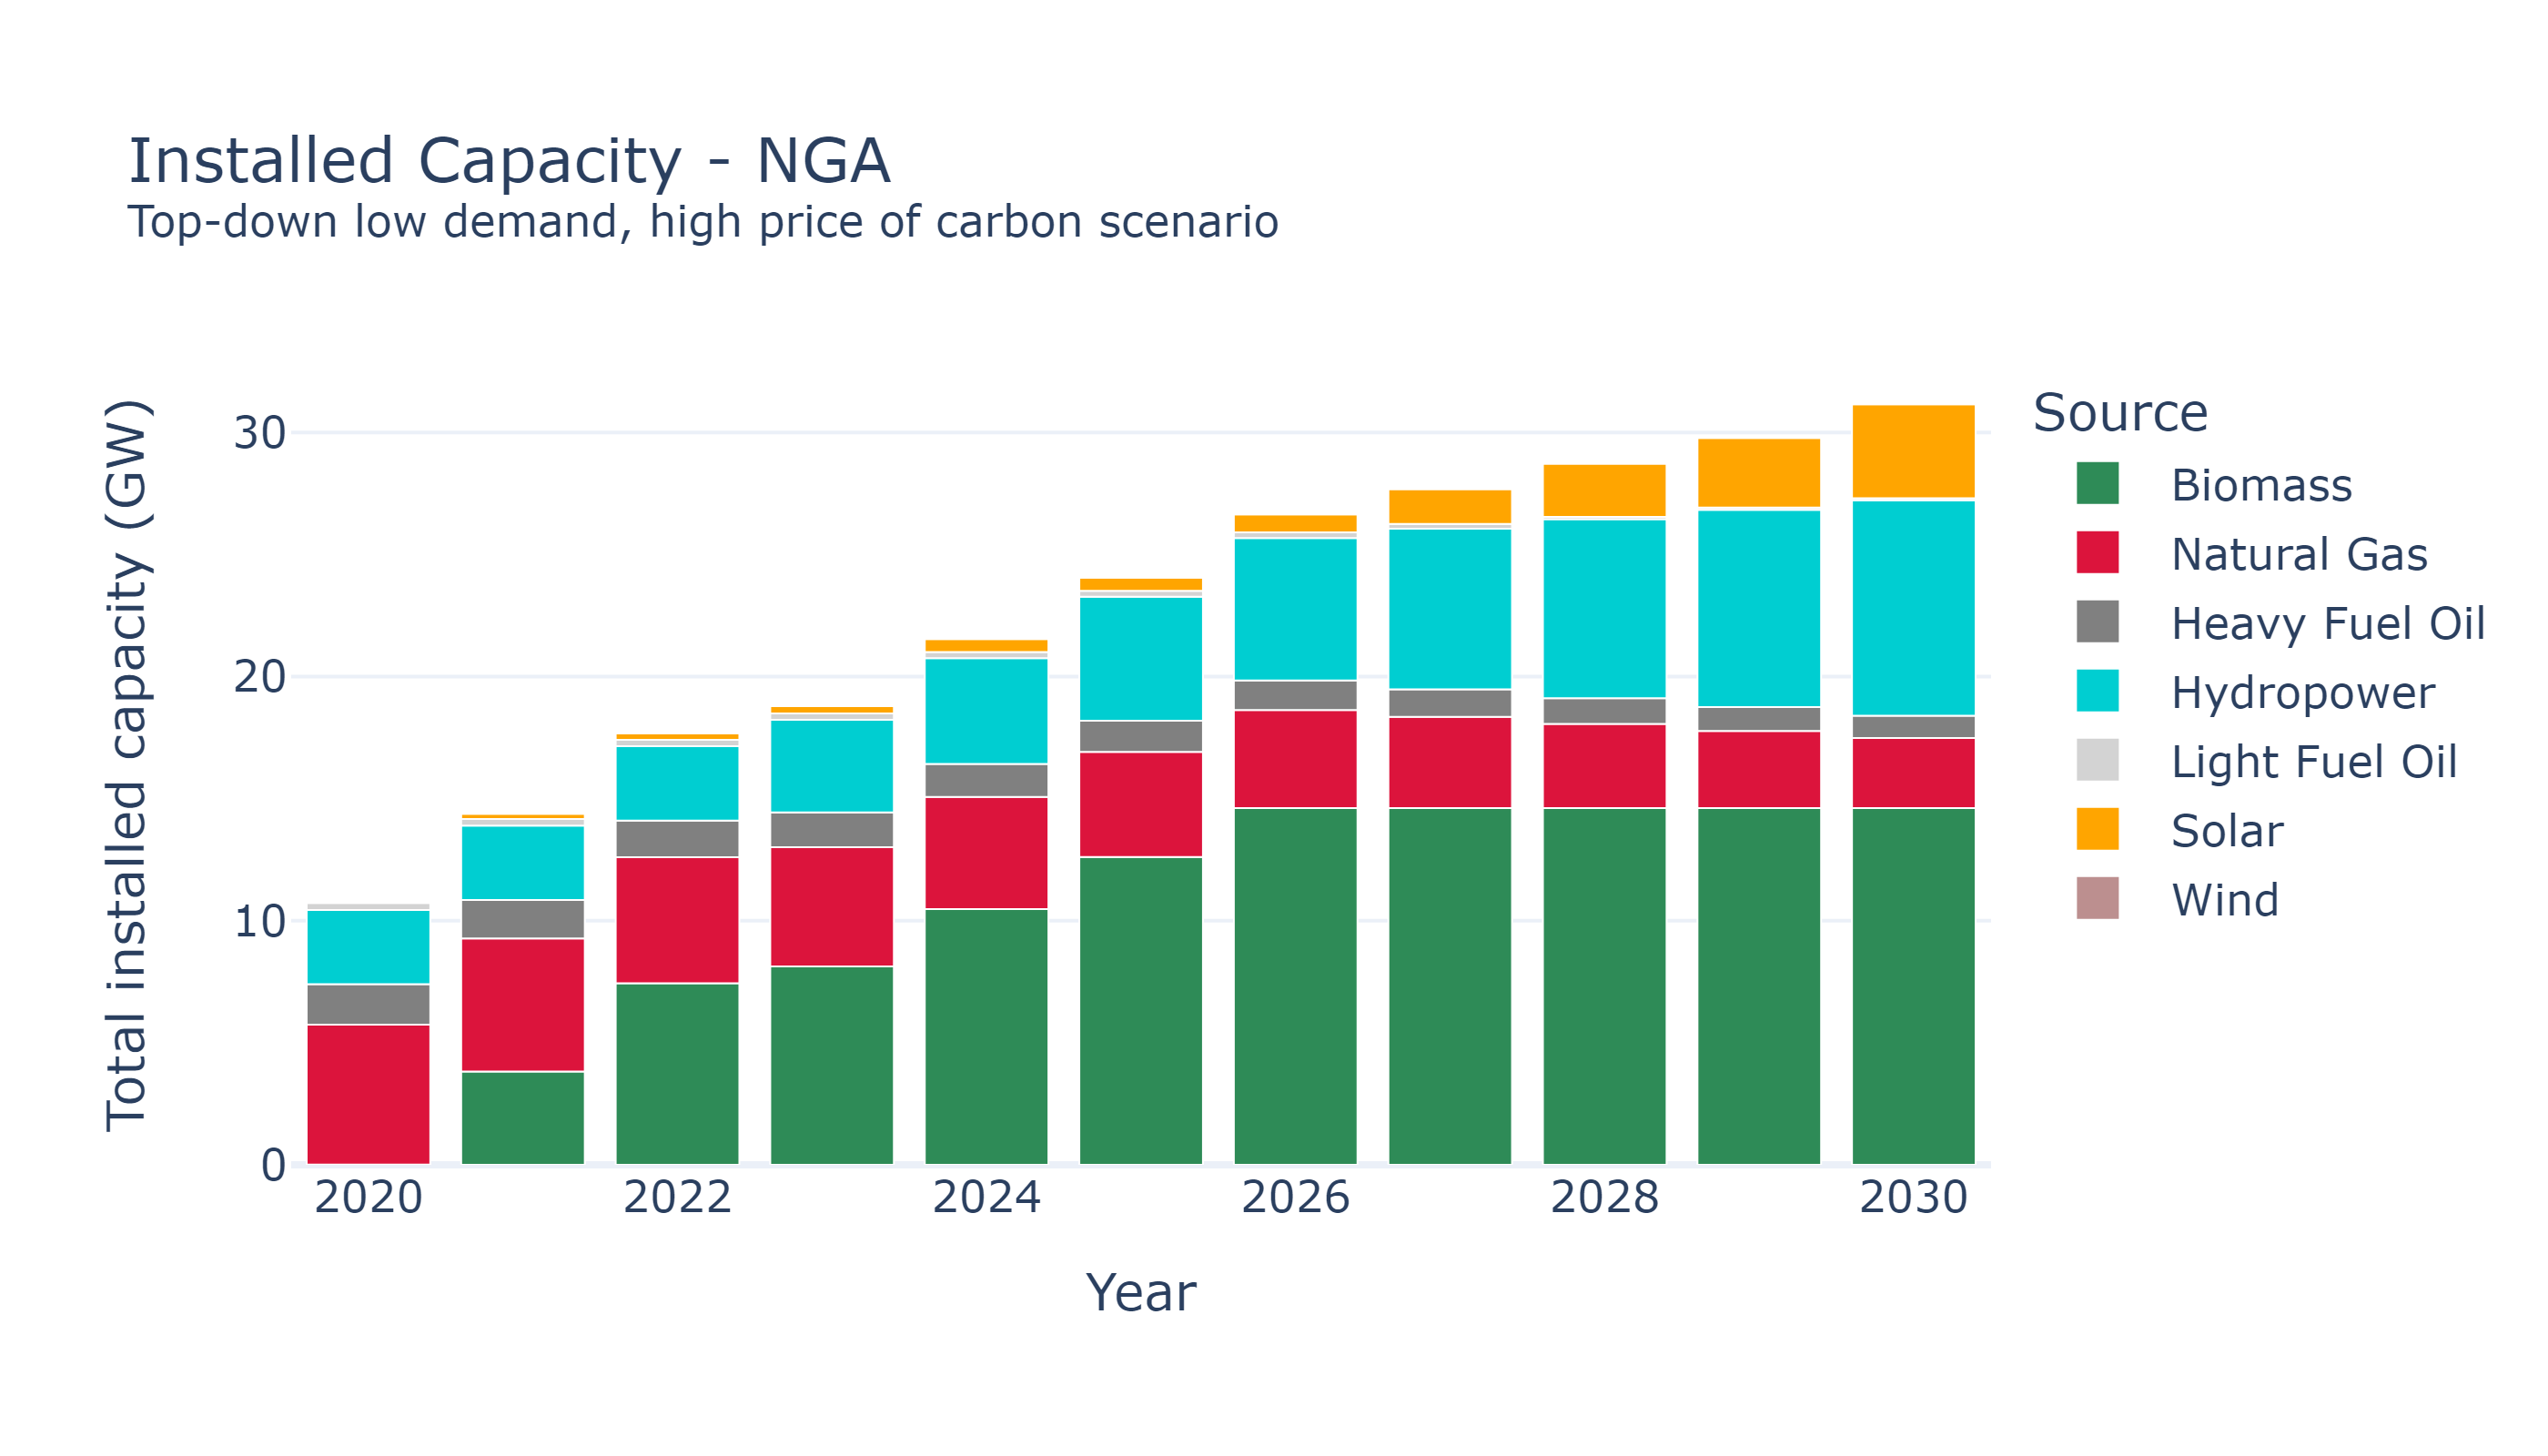 Installed Capacity - NGA
Top-down low demand, high price of carbon scenario
Total installed capacity (GW)
30
20
10
0
2020
2022
2024
2026
2028
2030
Year
Source
Biomass
Natural Gas
Heavy Fuel Oil
Hydropower
Light Fuel Oil
Solar
Wind